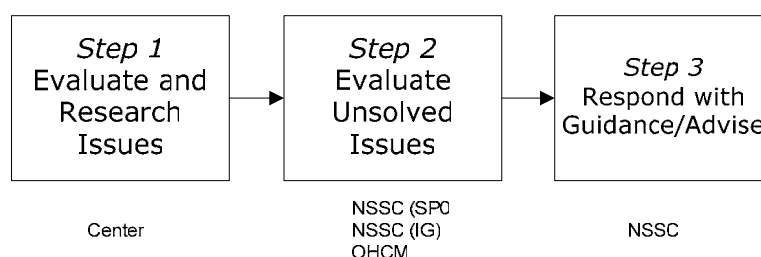 Step 1
Evaluate and
Research
Issues
Step 2
Evaluate
Unsolved
Issues
Step 3
Respond with
Guidance/Advise
Center
NSSC (SP0
NSSC (IG)
OHCM
NSSC